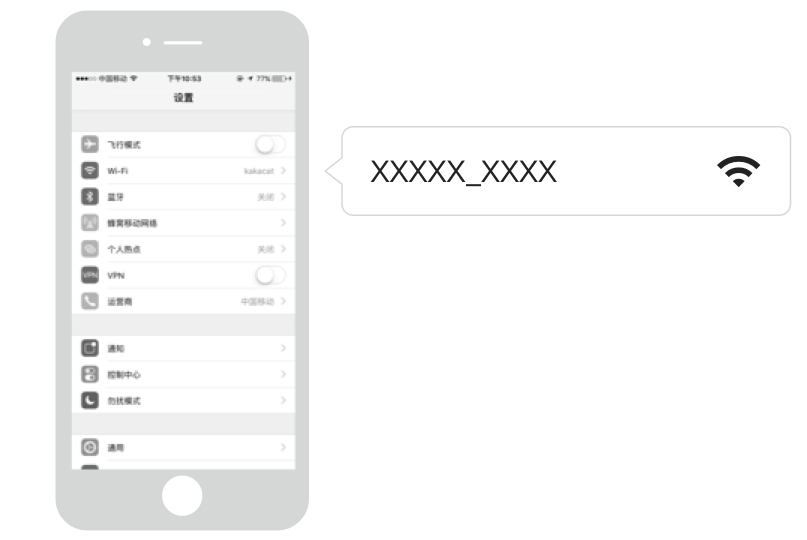 中国移动 下午10:53 77%
设置
飞行模式
Wi-Fi kakacat
蓝牙 关闭
蜂窝移动网络
个人热点 关闭
VPN VPN
运营商 中国移动
通知
控制中心
勿扰模式
通用
XXXXX_XXXX